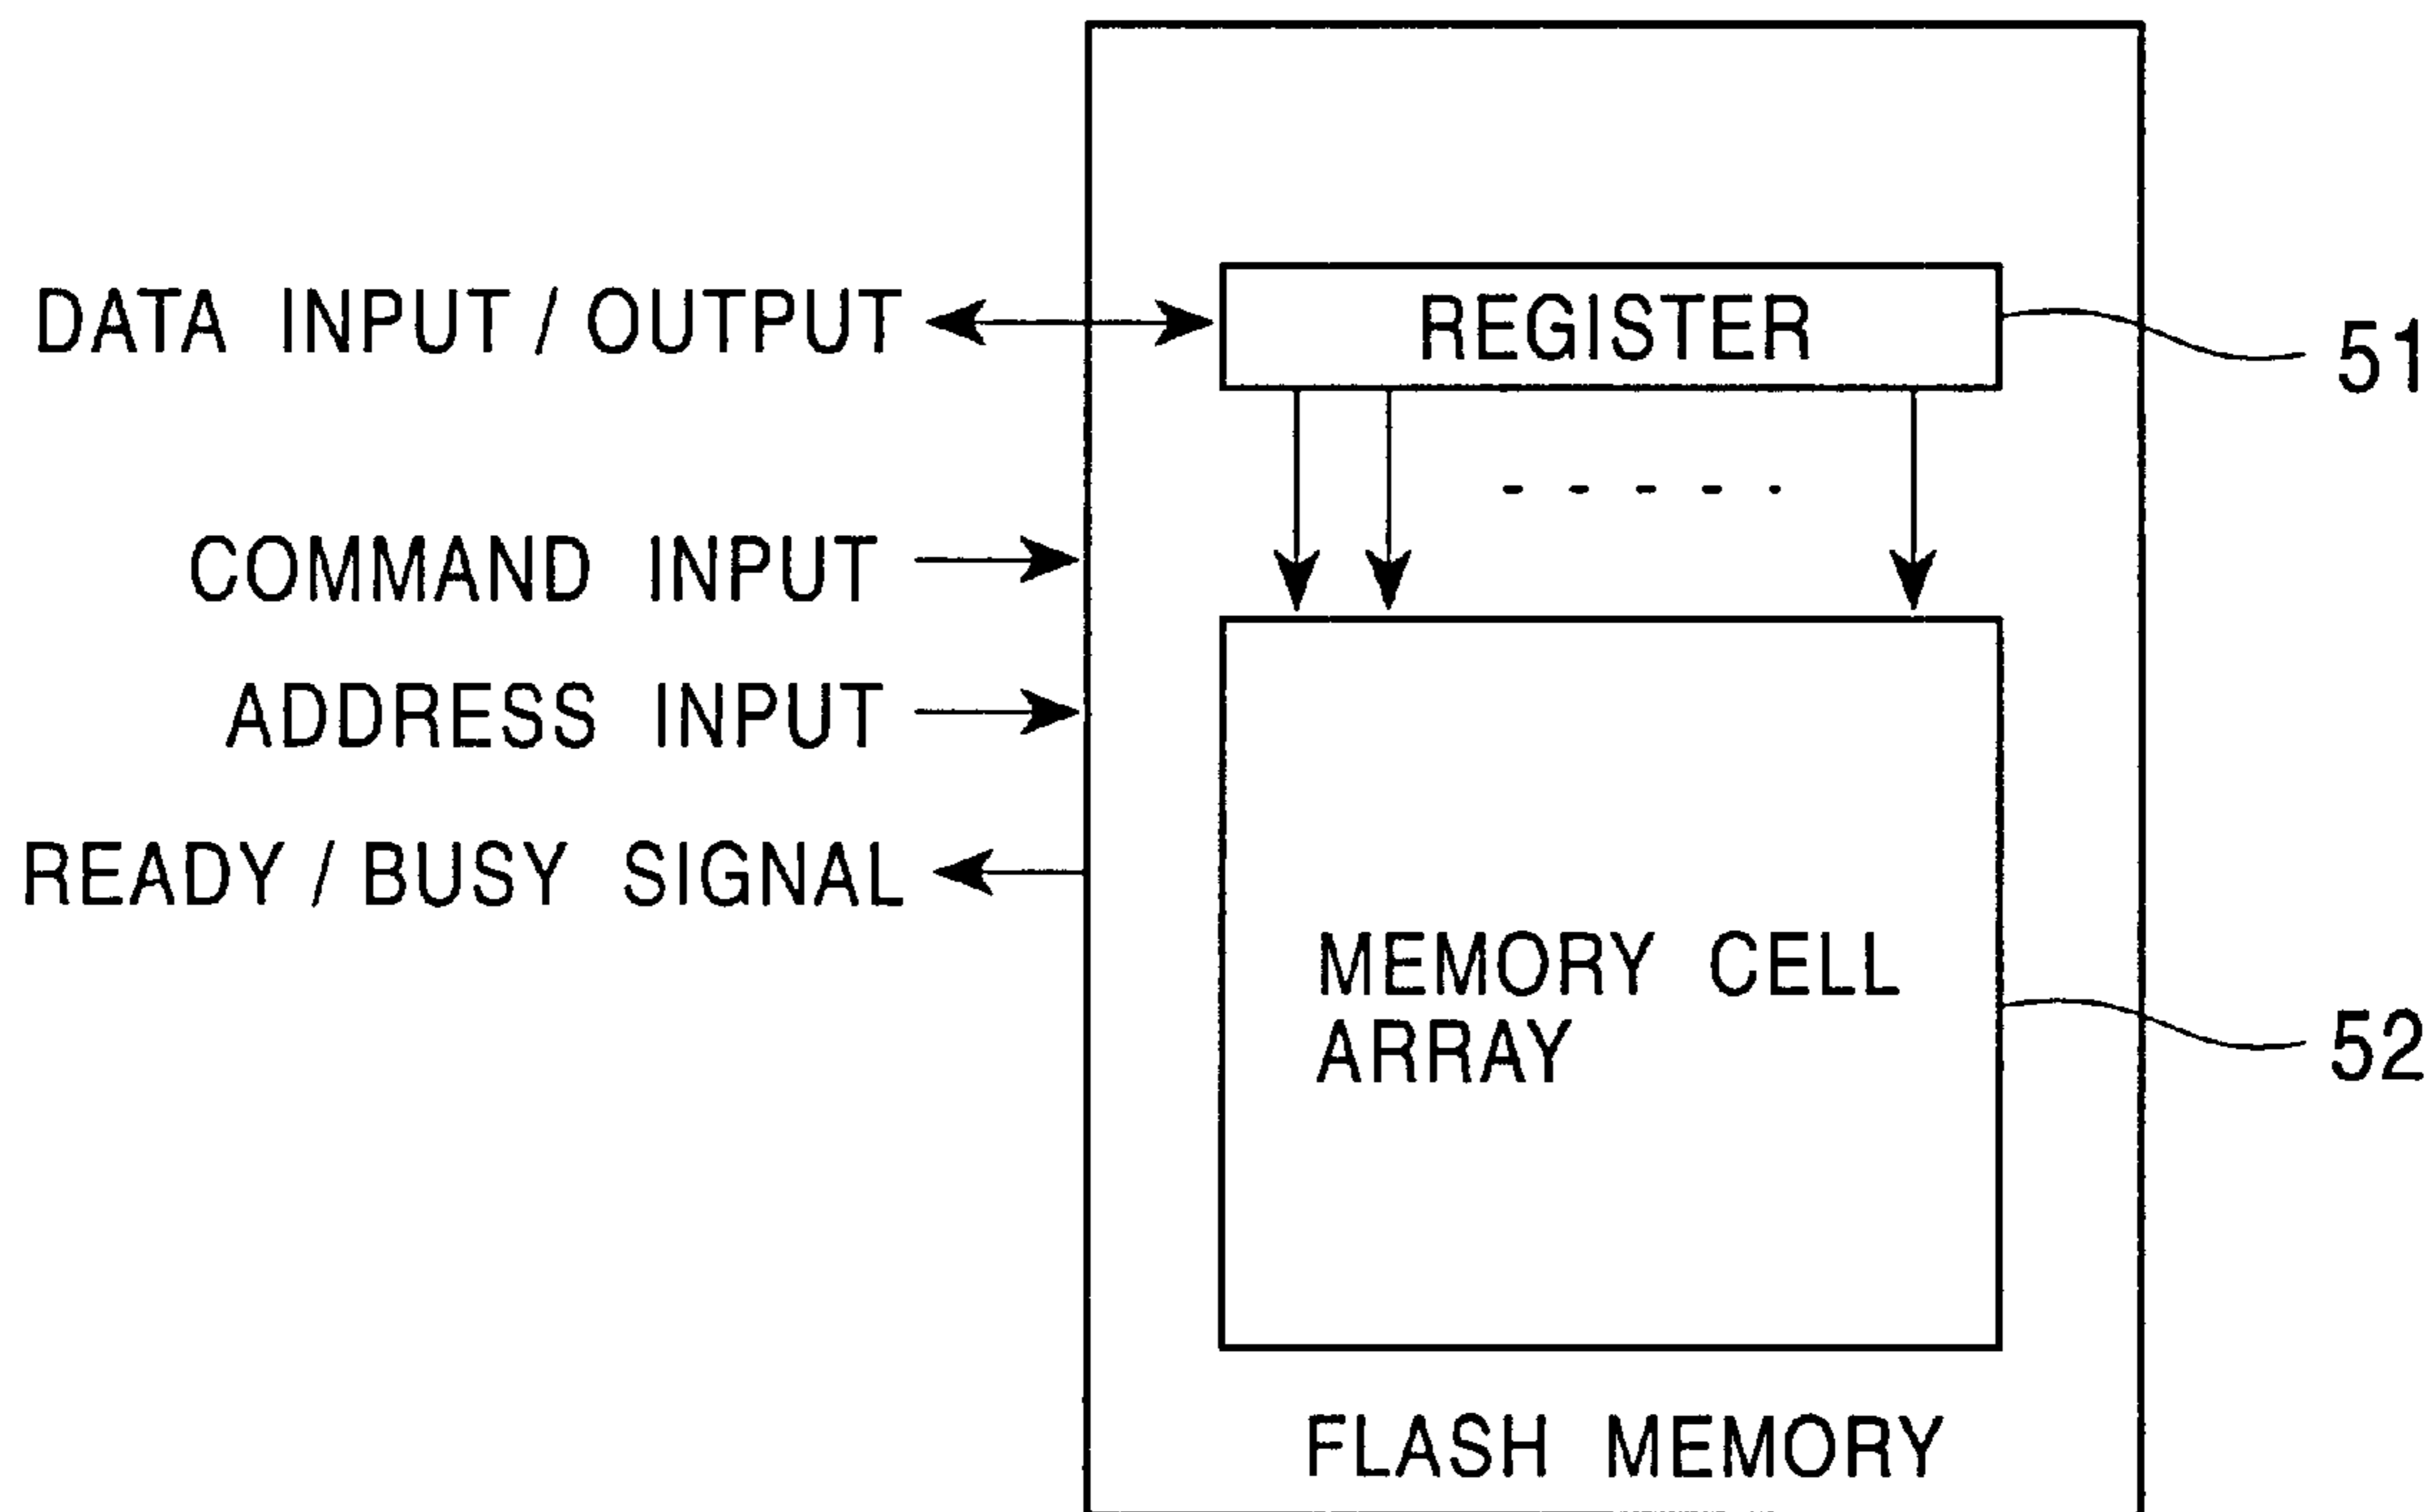 DATA INPUT / OUTPUT
REGISTER
51
COMMAND INPUT
ADDRESS INPUT
READY / BUSY SIGNAL
MEMORY CELL
ARRAY
52
FLASH MEMORY